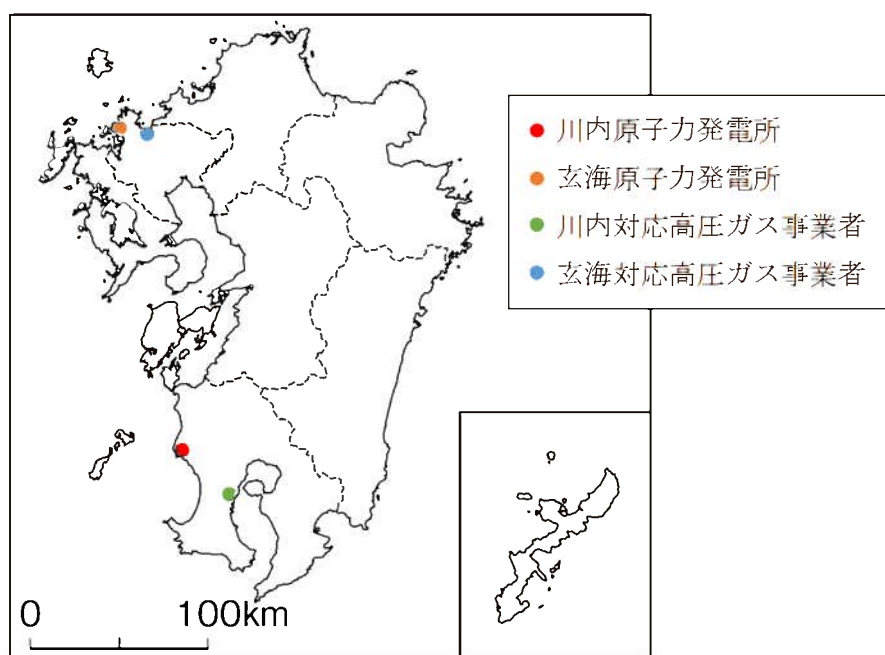 川内原子力発電所
玄海原子力発電所
川内対応高圧ガス事業者
玄海対応高圧ガス事業者
0 100km